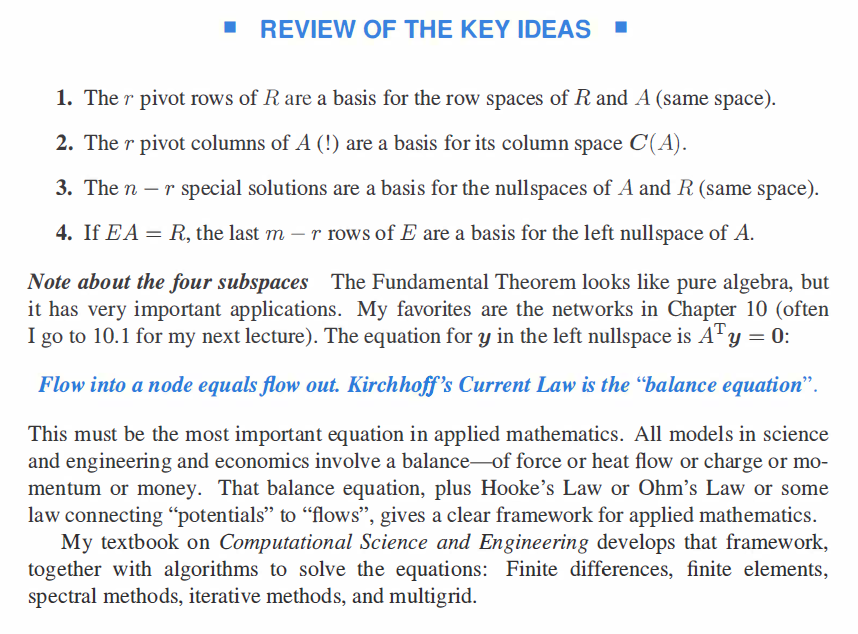 ■ REVIEW OF THE KEY IDEAS ■
1. The r pivot rows of R are a basis for the row spaces of R and A (same space).
2. The r pivot columns of A (!) are a basis for its column space C(A).
3. The n − r special solutions are a basis for the nullspaces of A and R (same space).
4. If EA = R, the last m − r rows of E are a basis for the left nullspace of A.
Note about the four subspaces The Fundamental Theorem looks like pure algebra, but
it has very important applications. My favorites are the networks in Chapter 10 (often
I go to 10.1 for my next lecture). The equation for y in the left nullspace is Aᵀy = 0:
Flow into a node equals flow out. Kirchhoff's Current Law is the “balance equation”.
This must be the most important equation in applied mathematics. All models in science
and engineering and economics involve a balance—of force or heat flow or charge or mo-
mentum or money. That balance equation, plus Hooke's Law or Ohm's Law or some
law connecting “potentials” to “flows”, gives a clear framework for applied mathematics.
My textbook on Computational Science and Engineering develops that framework,
together with algorithms to solve the equations: Finite differences, finite elements,
spectral methods, iterative methods, and multigrid.